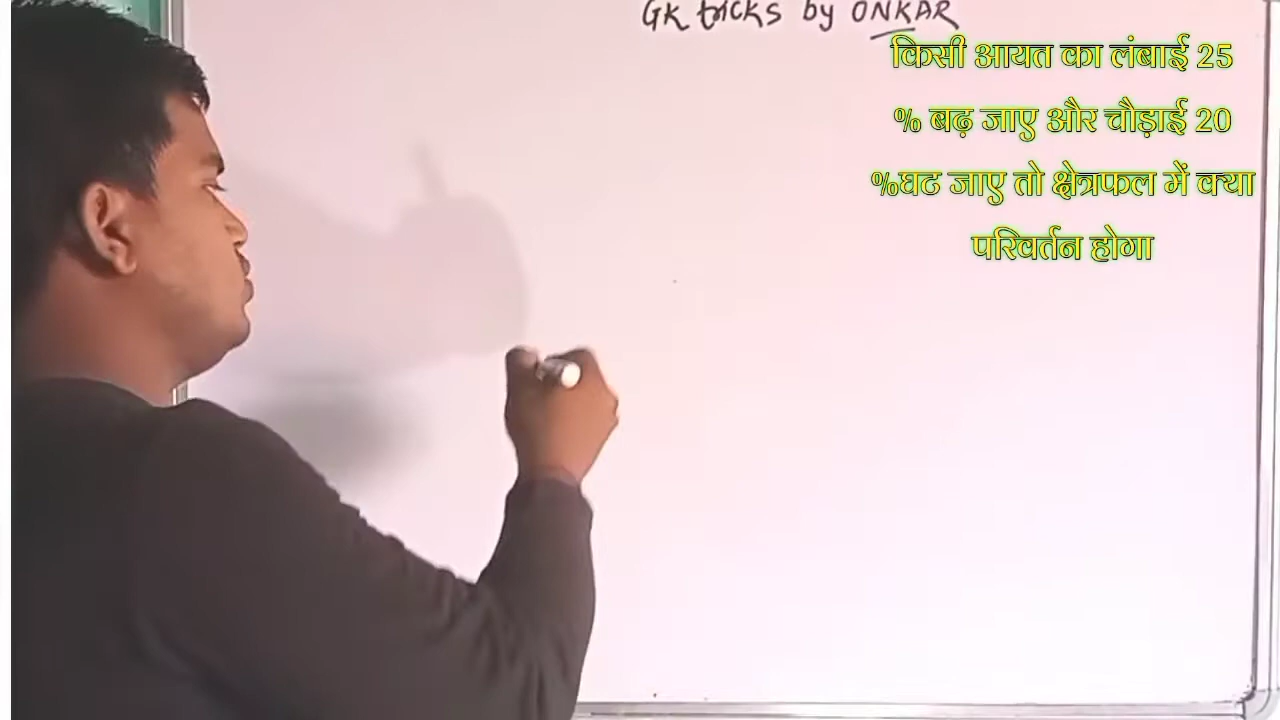 GK tricks by ONKAR
किसी आयत का लंबाई 25
% बढ़ जाए और चौड़ाई 20
%घट जाए तो क्षेत्रफल में क्या
परिवर्तन होगा